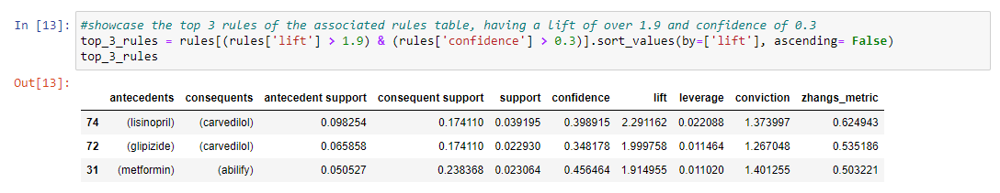 In [13]: #showcase the top 3 rules of the associated rules table, having a lift of over 1.9 and confidence of 0.3
top_3_rules = rules[(rules['lift'] > 1.9) & (rules['confidence'] > 0.3)].sort_values(by=['lift'], ascending= False)
top_3_rules
Out[13]:
antecedents consequents antecedent support consequent support support confidence lift leverage conviction zhangs_metric
74 (lisinopril) (carvedilol) 0.098254 0.174110 0.039195 0.398915 2.291162 0.022088 1.373997 0.624943
72 (glipizide) (carvedilol) 0.065858 0.174110 0.022930 0.348178 1.999758 0.011464 1.267048 0.535186
31 (metformin) (abilify) 0.050527 0.238368 0.023064 0.456464 1.914955 0.011020 1.401255 0.503221